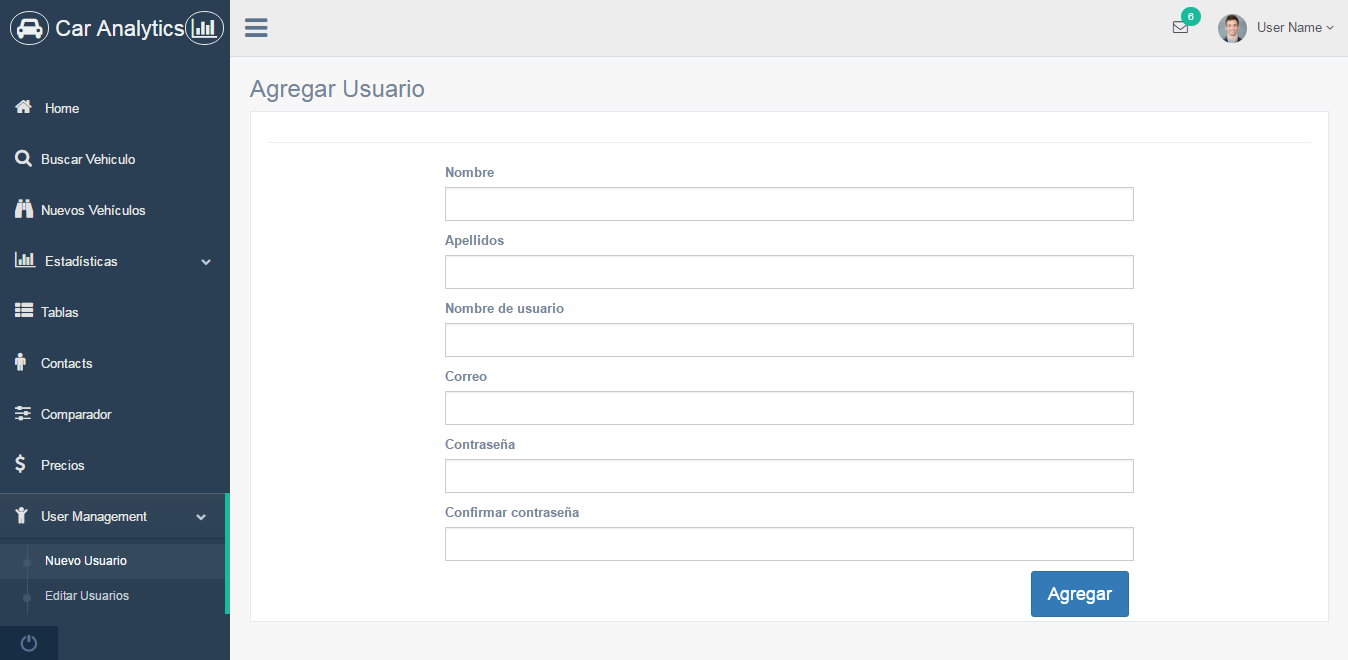 Car Analytics
6
User Name
Home
Buscar Vehiculo
Nuevos Vehículos
Estadísticas
Tablas
Contacts
Comparador
Precios
User Management
Nuevo Usuario
Editar Usuarios
Agregar Usuario
Nombre
Apellidos
Nombre de usuario
Correo
Contraseña
Confirmar contraseña
Agregar